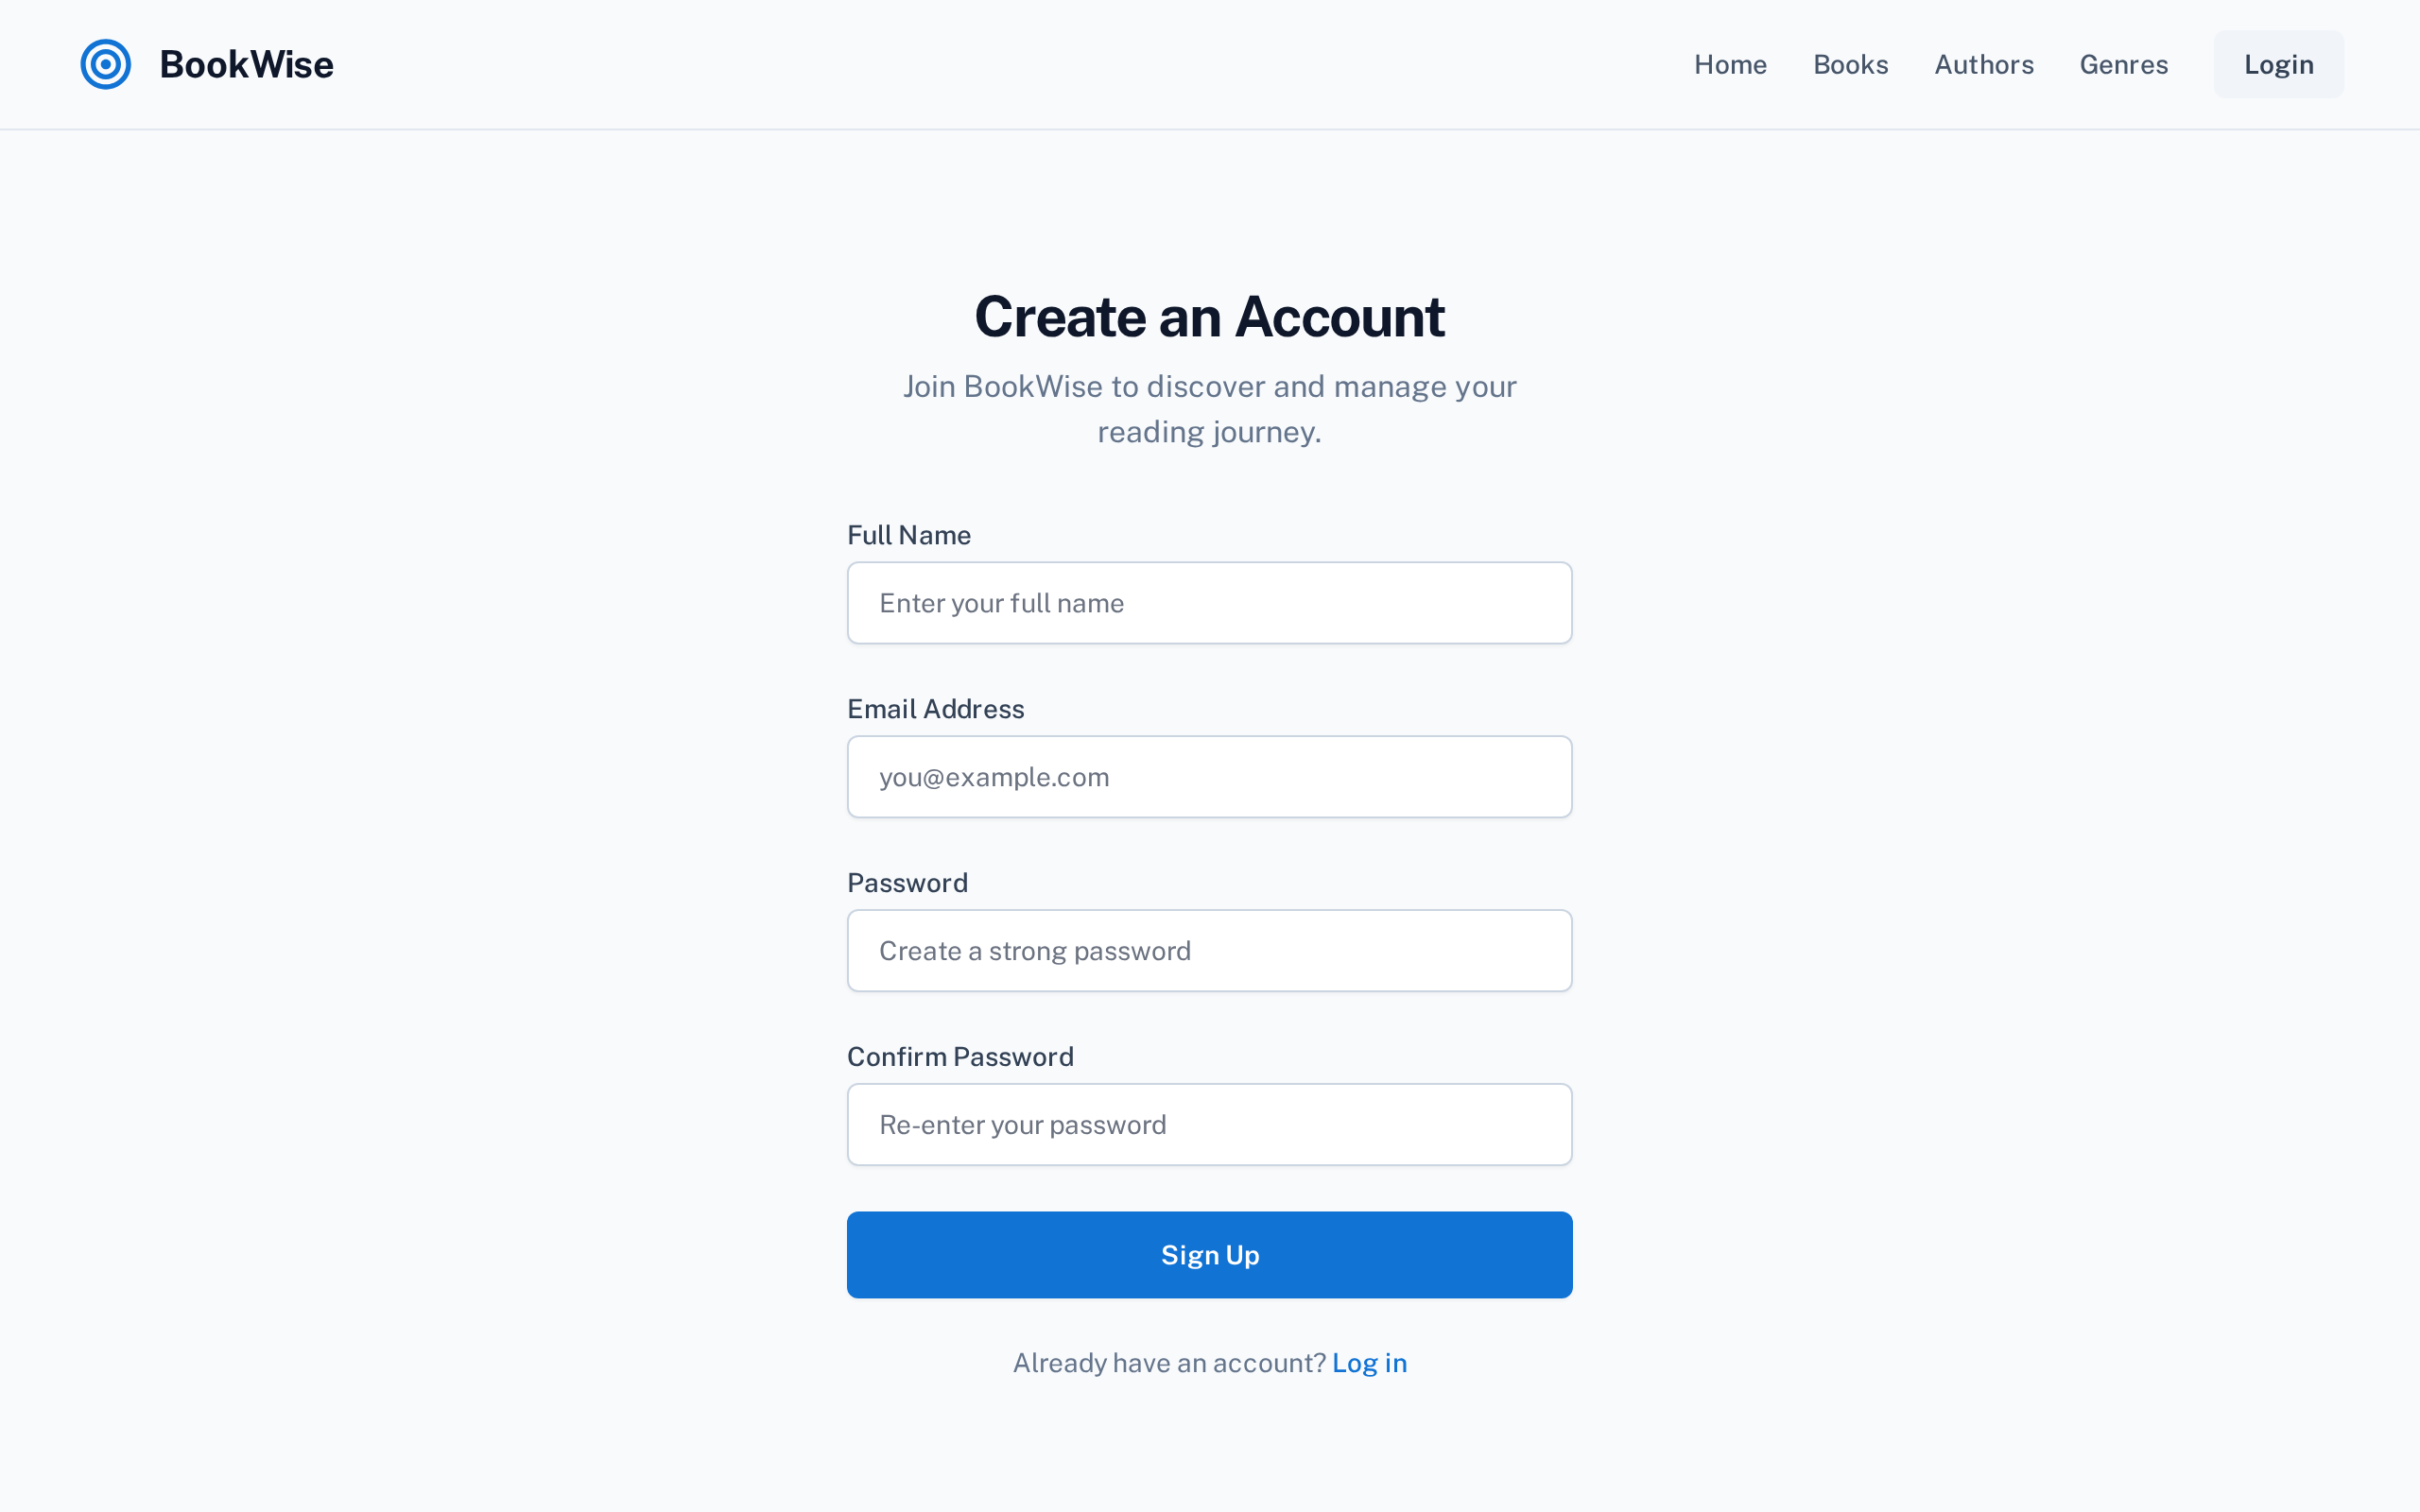 BookWise
Home Books Authors Genres Login
Create an Account
Join BookWise to discover and manage your
reading journey.
Full Name
Enter your full name
Email Address
you@example.com
Password
Create a strong password
Confirm Password
Re-enter your password
Sign Up
Already have an account? Log in